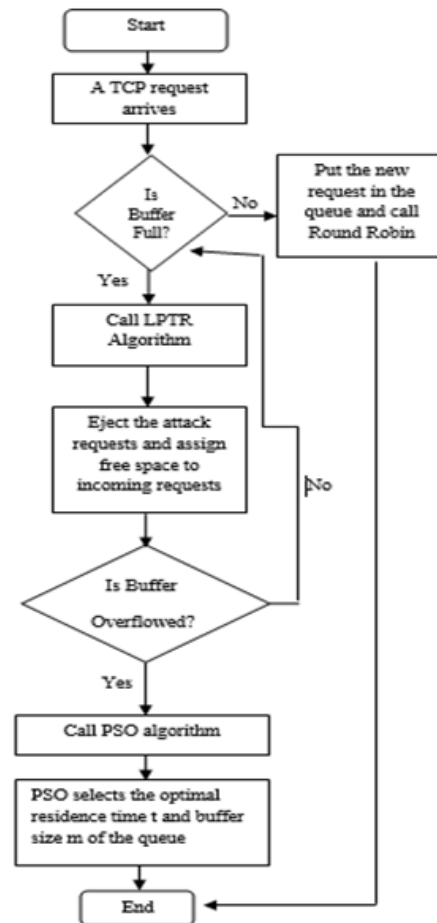 Start
A TCP request
arrives
Is
Buffer
Full?
No
Put the new
request in the
queue and call
Round Robin
Yes
Call LPTR
Algorithm
Eject the attack
requests and assign
free space to
incoming requests
No
Is Buffer
Overflowed?
Yes
Call PSO algorithm
PSO selects the optimal
residence time t and buffer
size m of the queue
End